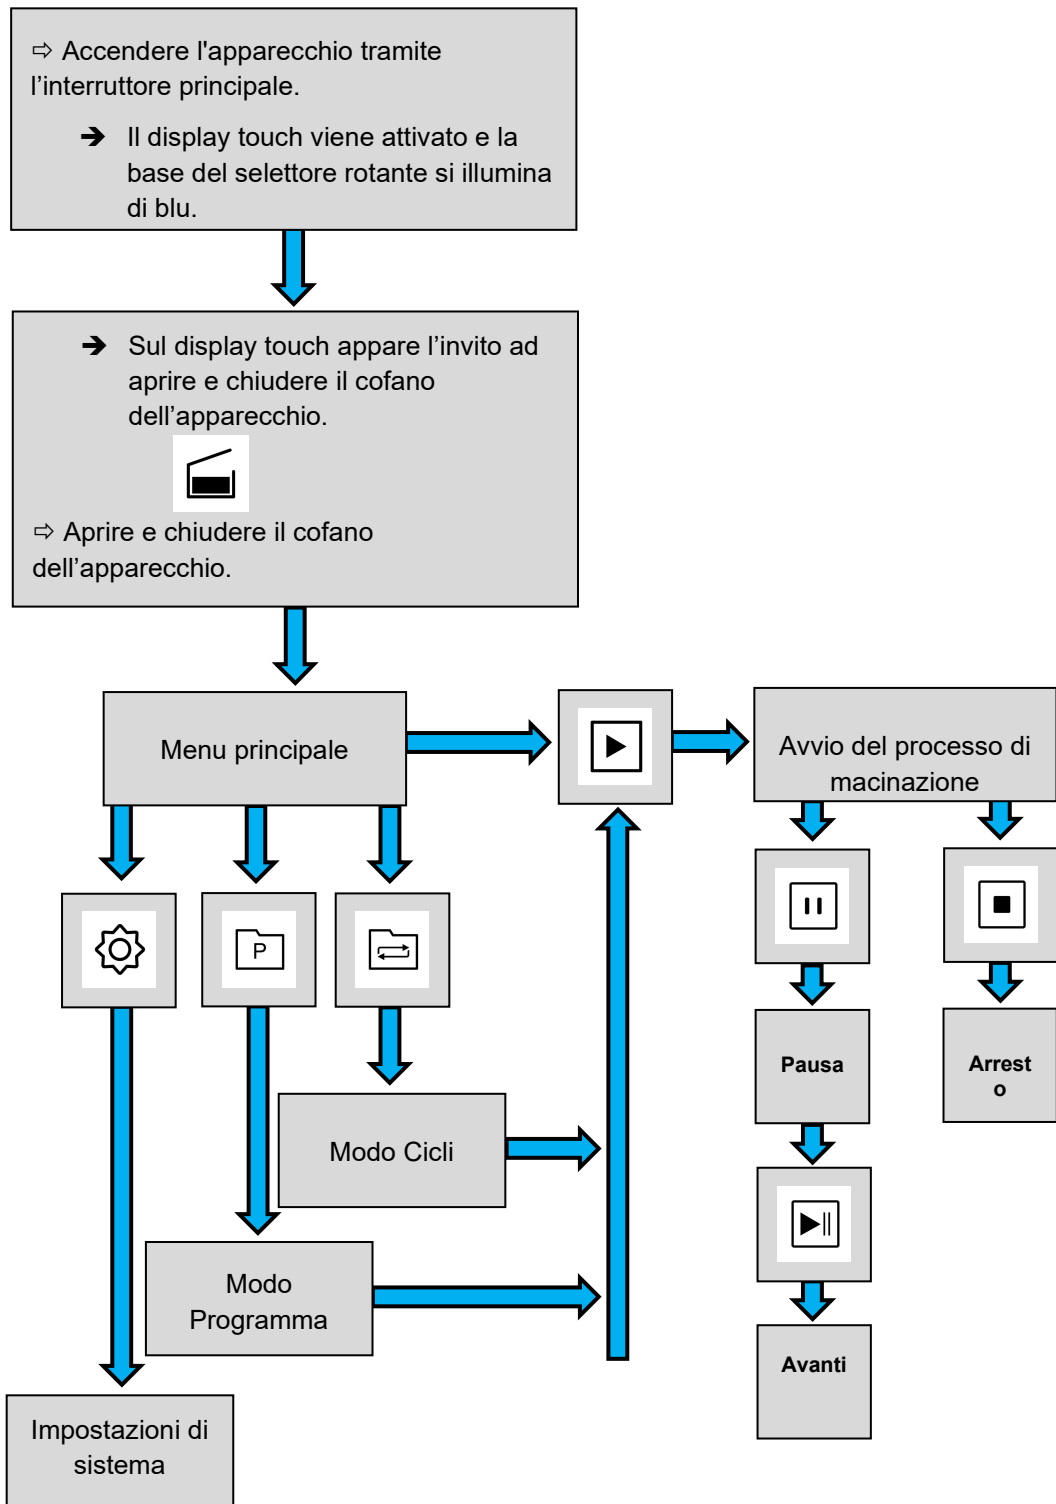 ⇨ Accendere l'apparecchio tramite
l’interruttore principale.
➔ Il display touch viene attivato e la
base del selettore rotante si illumina
di blu.
➔ Sul display touch appare l’invito ad
aprire e chiudere il cofano
dell’apparecchio.
⇨ Aprire e chiudere il cofano
dell’apparecchio.
Menu principale
Avvio del processo di
macinazione
P
Pausa
Arrest
o
Modo Cicli
Modo
Programma
Avanti
Impostazioni di
sistema